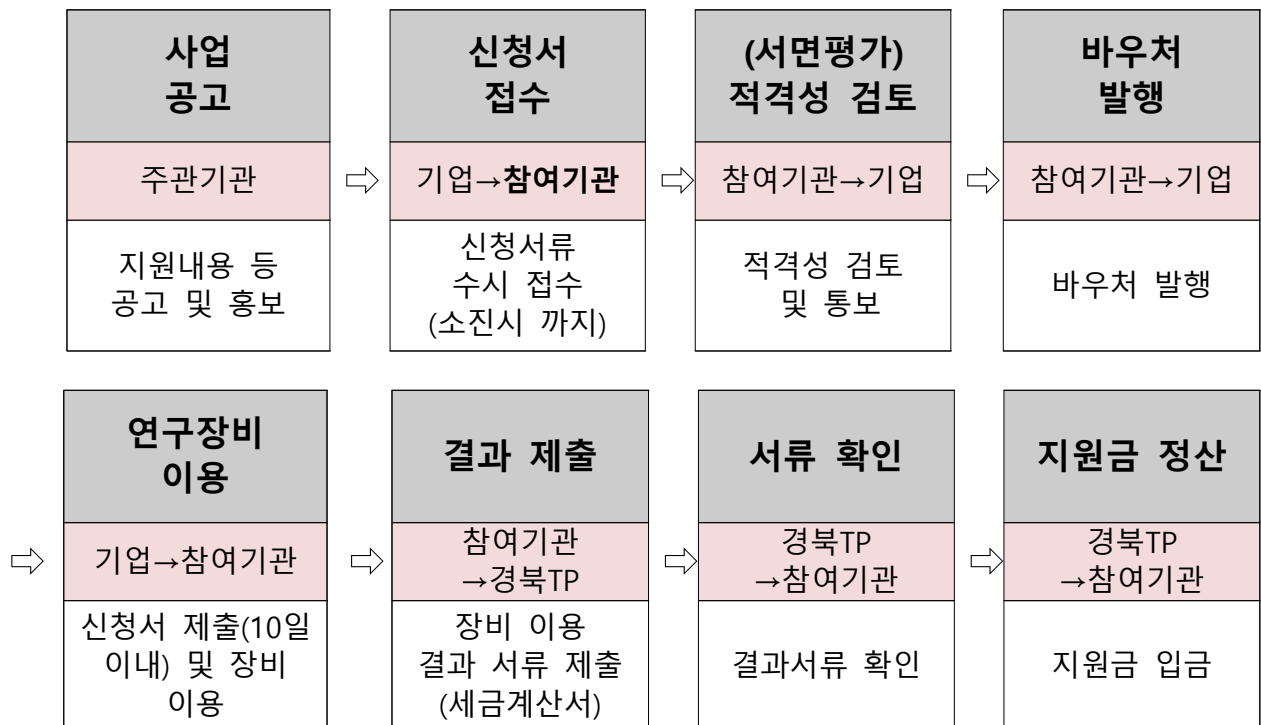 사업
공고
신청서
접수
(서면평가)
적격성 검토
바우처
발행
주관기관
⇨
기업→참여기관
⇨
참여기관→기업
⇨
참여기관→기업
지원내용 등
공고 및 홍보
신청서류
수시 접수
(소진시 까지)
적격성 검토
및 통보
바우처 발행
연구장비
이용
결과 제출
서류 확인
지원금 정산
⇨
기업→참여기관
⇨
참여기관
→경북TP
⇨
경북TP
→참여기관
⇨
경북TP
→참여기관
신청서 제출(10일
이내) 및 장비
이용
장비 이용
결과 서류 제출
(세금계산서)
결과서류 확인
지원금 입금